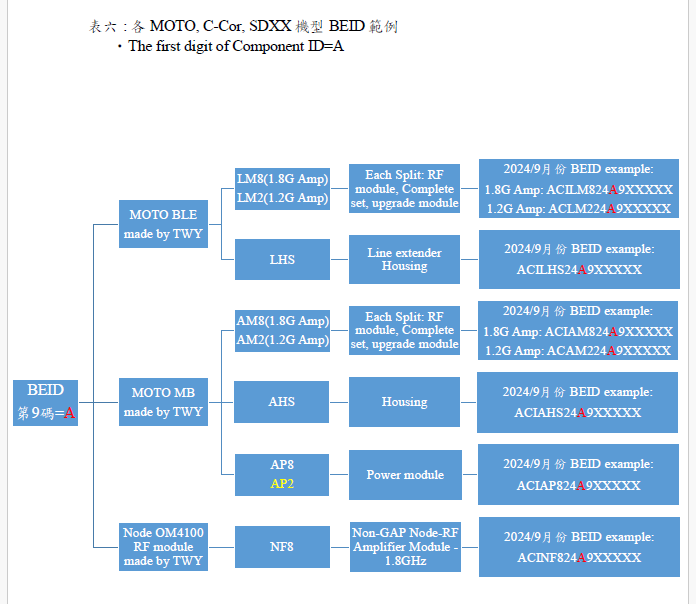 表六 : 各 MOTO, C-Cor, SDXX 機型 BEID 範例
・The first digit of Component ID=A
BEID
第9碼=A
MOTO BLE
made by TWY
LM8(1.8G Amp)
LM2(1.2G Amp)
Each Split: RF
module, Complete
set, upgrade module
2024/9月份 BEID example:
1.8G Amp: ACILM824A9XXXXX
1.2G Amp: ACLM224A9XXXXX
LHS
Line extender
Housing
2024/9月份 BEID example:
ACILHS24A9XXXXX
MOTO MB
made by TWY
AM8(1.8G Amp)
AM2(1.2G Amp)
Each Split: RF
module, Complete
set, upgrade module
2024/9月份 BEID example:
1.8G Amp: ACIAM824A9XXXXX
1.2G Amp: ACAM224A9XXXXX
AHS
Housing
2024/9月份 BEID example:
ACIAHS24A9XXXXX
AP8
AP2
Power module
2024/9月份 BEID example:
ACIAP824A9XXXXX
Node OM4100
RF module
made by TWY
NF8
Non-GAP Node-RF
Amplifier Module -
1.8GHz
2024/9月份 BEID example:
ACINF824A9XXXXX